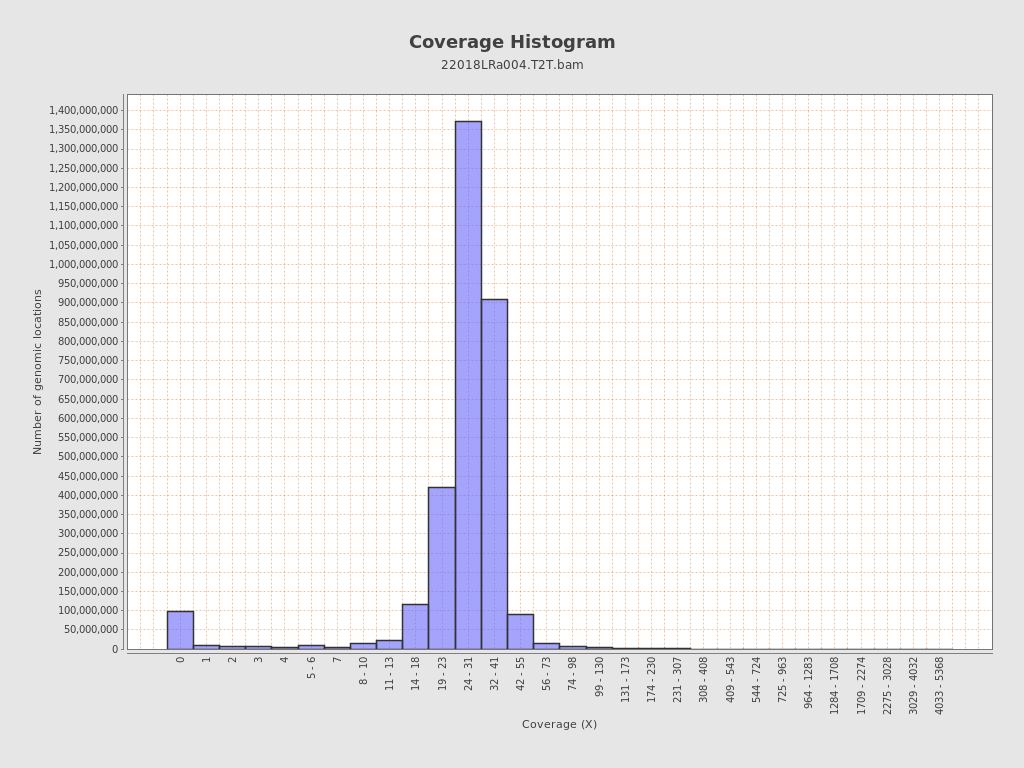 Coverage Histogram
22018LRa004.T2T.bam
Number of genomic locations
1,400,000,000
1,350,000,000
1,300,000,000
1,250,000,000
1,200,000,000
1,150,000,000
1,100,000,000
1,050,000,000
1,000,000,000
950,000,000
900,000,000
850,000,000
800,000,000
750,000,000
700,000,000
650,000,000
600,000,000
550,000,000
500,000,000
450,000,000
400,000,000
350,000,000
300,000,000
250,000,000
200,000,000
150,000,000
100,000,000
50,000,000
0
0
1
2
3
4
5 - 6
7
8 - 10
11 - 13
14 - 18
19 - 23
24 - 31
32 - 41
42 - 55
56 - 73
74 - 98
99 - 130
131 - 173
174 - 230
231 - 307
308 - 408
409 - 543
544 - 724
725 - 963
964 - 1283
1284 - 1708
1709 - 2274
2275 - 3028
3029 - 4032
4033 - 5368
Coverage (X)